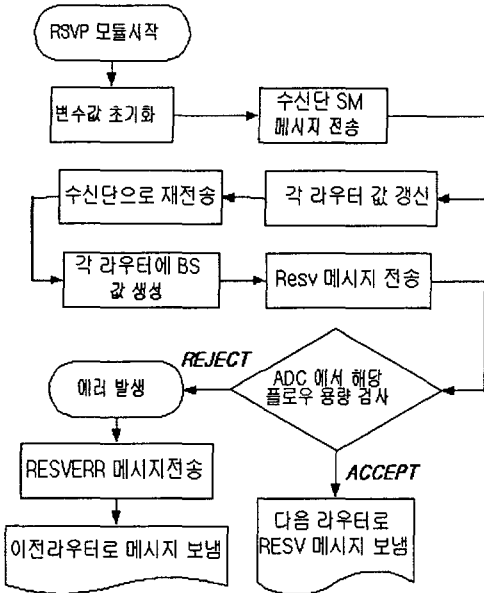 RSVP 모듈시작
변수값 초기화
수신단 SM
메시지 전송
수신단으로 재전송
각 라우터 값 갱신
각 라우터에 BS
값 생성
Resv 메시지 전송
REJECT
ADC 에서 해당
플로우 용량 검사
에러 발생
ACCEPT
RESVERR 메시지전송
다음 라우터로
RESV 메시지 보냄
이전라우터로 메시지 보냄